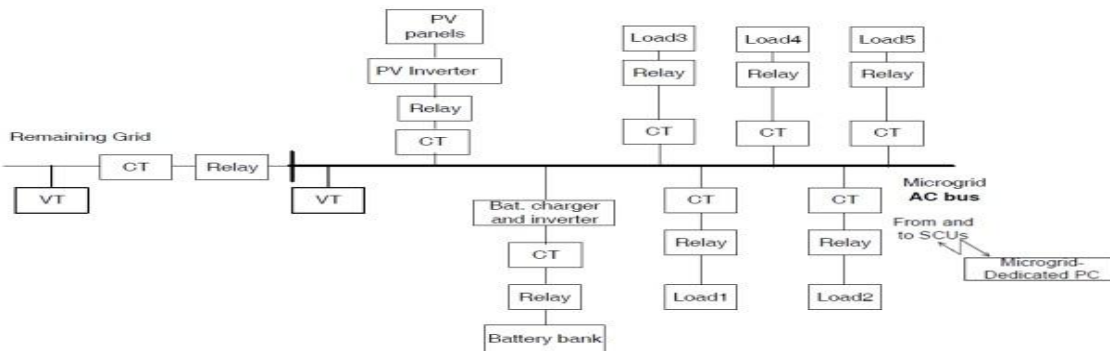 PV
panels
PV Inverter
Relay
CT
Load3
Relay
CT
Load4
Relay
CT
Load5
Relay
CT
Remaining Grid
CT
Relay
VT
VT
Bat. charger
and inverter
CT
Relay
Battery bank
CT
Relay
Load1
CT
Relay
Load2
Microgrid
AC bus
From and
to SCUs
Microgrid-
Dedicated PC